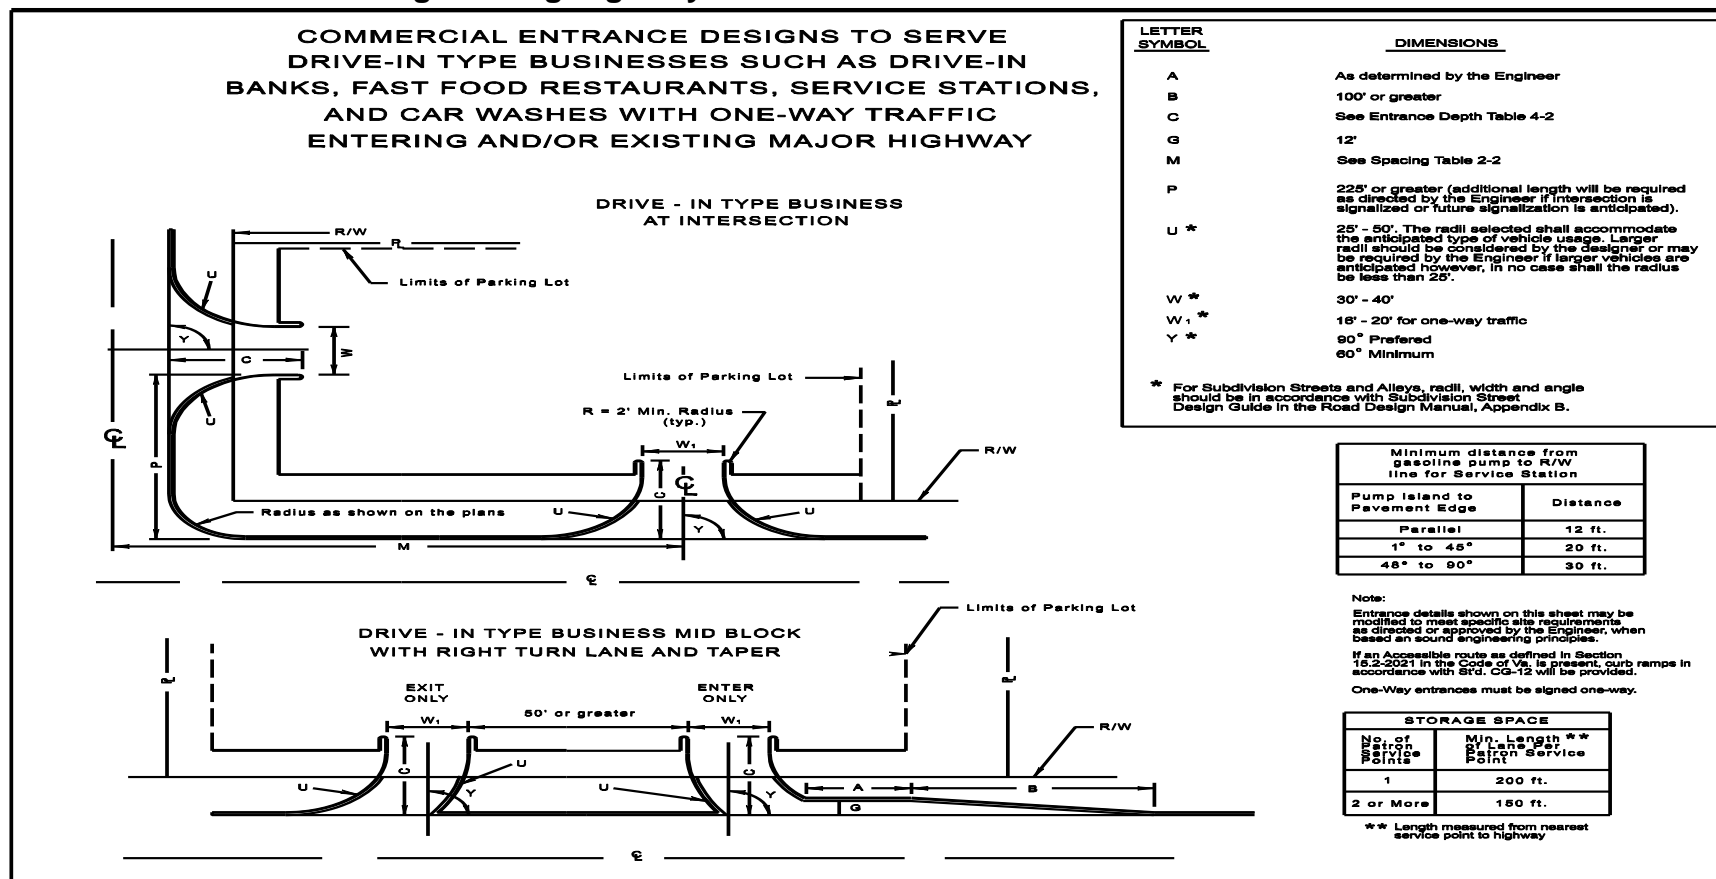 COMMERCIAL ENTRANCE DESIGNS TO SERVE
DRIVE-IN TYPE BUSINESSES SUCH AS DRIVE-IN
BANKS, FAST FOOD RESTAURANTS, SERVICE STATIONS,
AND CAR WASHES WITH ONE-WAY TRAFFIC
ENTERING AND/OR EXISTING MAJOR HIGHWAY
DRIVE - IN TYPE BUSINESS
AT INTERSECTION
R/W
PL
Limits of Parking Lot
U
Y
C
W
U
P
CL
Radius as shown on the plans
M
CL
Limits of Parking Lot
R = 2' Min. Radius
(typ.)
W1
C
CL
U
Y
U
PL
R/W
DRIVE - IN TYPE BUSINESS MID BLOCK
WITH RIGHT TURN LANE AND TAPER
Limits of Parking Lot
PL
PL
EXIT
ONLY
ENTER
ONLY
W1
50' or greater
W1
R/W
C
U
U
Y
U
C
Y
A
B
G
CL
LETTER
SYMBOL
DIMENSIONS
A As determined by the Engineer
B 100' or greater
C See Entrance Depth Table 4-2
G 12'
M See Spacing Table 2-2
P 225' or greater (additional length will be required
as directed by the Engineer if intersection is
signalized or future signalization is anticipated).
U * 25' - 50'. The radii selected shall accommodate
the anticipated type of vehicle usage. Larger
radii should be considered by the designer or may
be required by the Engineer if larger vehicles are
anticipated however, in no case shall the radius
be less than 25'.
W * 30' - 40'
W1 * 16' - 20' for one-way traffic
Y * 90° Prefered
60° Minimum
* For Subdivision Streets and Alleys, radii, width and angle
should be in accordance with Subdivision Street
Design Guide in the Road Design Manual, Appendix B.
Minimum distance from
gasoline pump to R/W
line for Service Station
Pump Island to
Pavement Edge
Distance
Parallel 12 ft.
1° to 45° 20 ft.
46° to 90° 30 ft.
Note:
Entrance details shown on this sheet may be
modified to meet specific site requirements
as directed or approved by the Engineer, when
based an sound engineering principles.
If an Accessible route as defined in Section
15.2-2021 in the Code of Va. is present, curb ramps in
accordance with St'd. CG-12 will be provided.
One-Way entrances must be signed one-way.
STORAGE SPACE
No. of
Patron
Service
Points
Min. Length **
of Lane Per
Patron Service
Point
1 200 ft.
2 or More 150 ft.
** Length measured from nearest
service point to highway